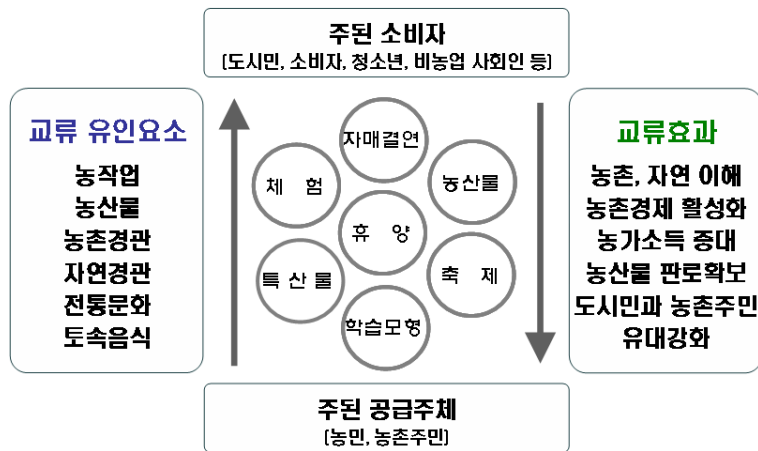 주된 소비자
(도시민, 소비자, 청소년, 비농업 사회인 등)
교류 유인요소
농작업
농산물
농촌경관
자연경관
전통문화
토속음식
자매결연
체 험
농산물
휴 양
특 산 물
축 제
학습모형
교류효과
농촌, 자연 이해
농촌경제 활성화
농가소득 증대
농산물 판로확보
도시민과 농촌주민
유대강화
주된 공급주체
(농민, 농촌주민)